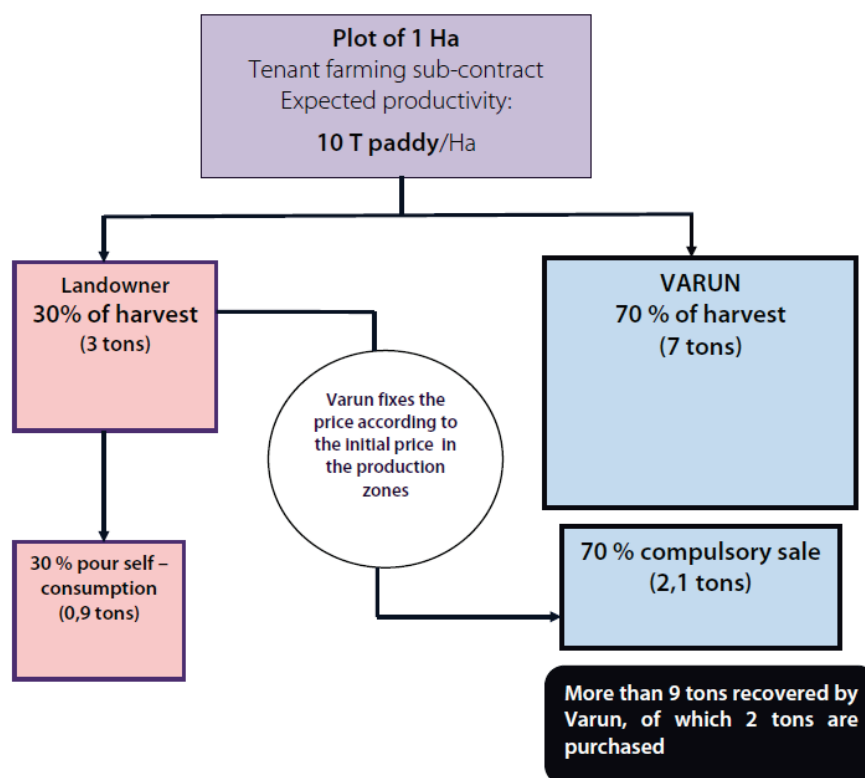 Plot of 1 Ha
Tenant farming sub-contract
Expected productivity:
10 T paddy/Ha
Landowner
30% of harvest
(3 tons)
VARUN
70 % of harvest
(7 tons)
Varun fixes the
price according to
the initial price in
the production
zones
30 % pour self –
consumption
(0,9 tons)
70 % compulsory sale
(2,1 tons)
More than 9 tons recovered by
Varun, of which 2 tons are
purchased